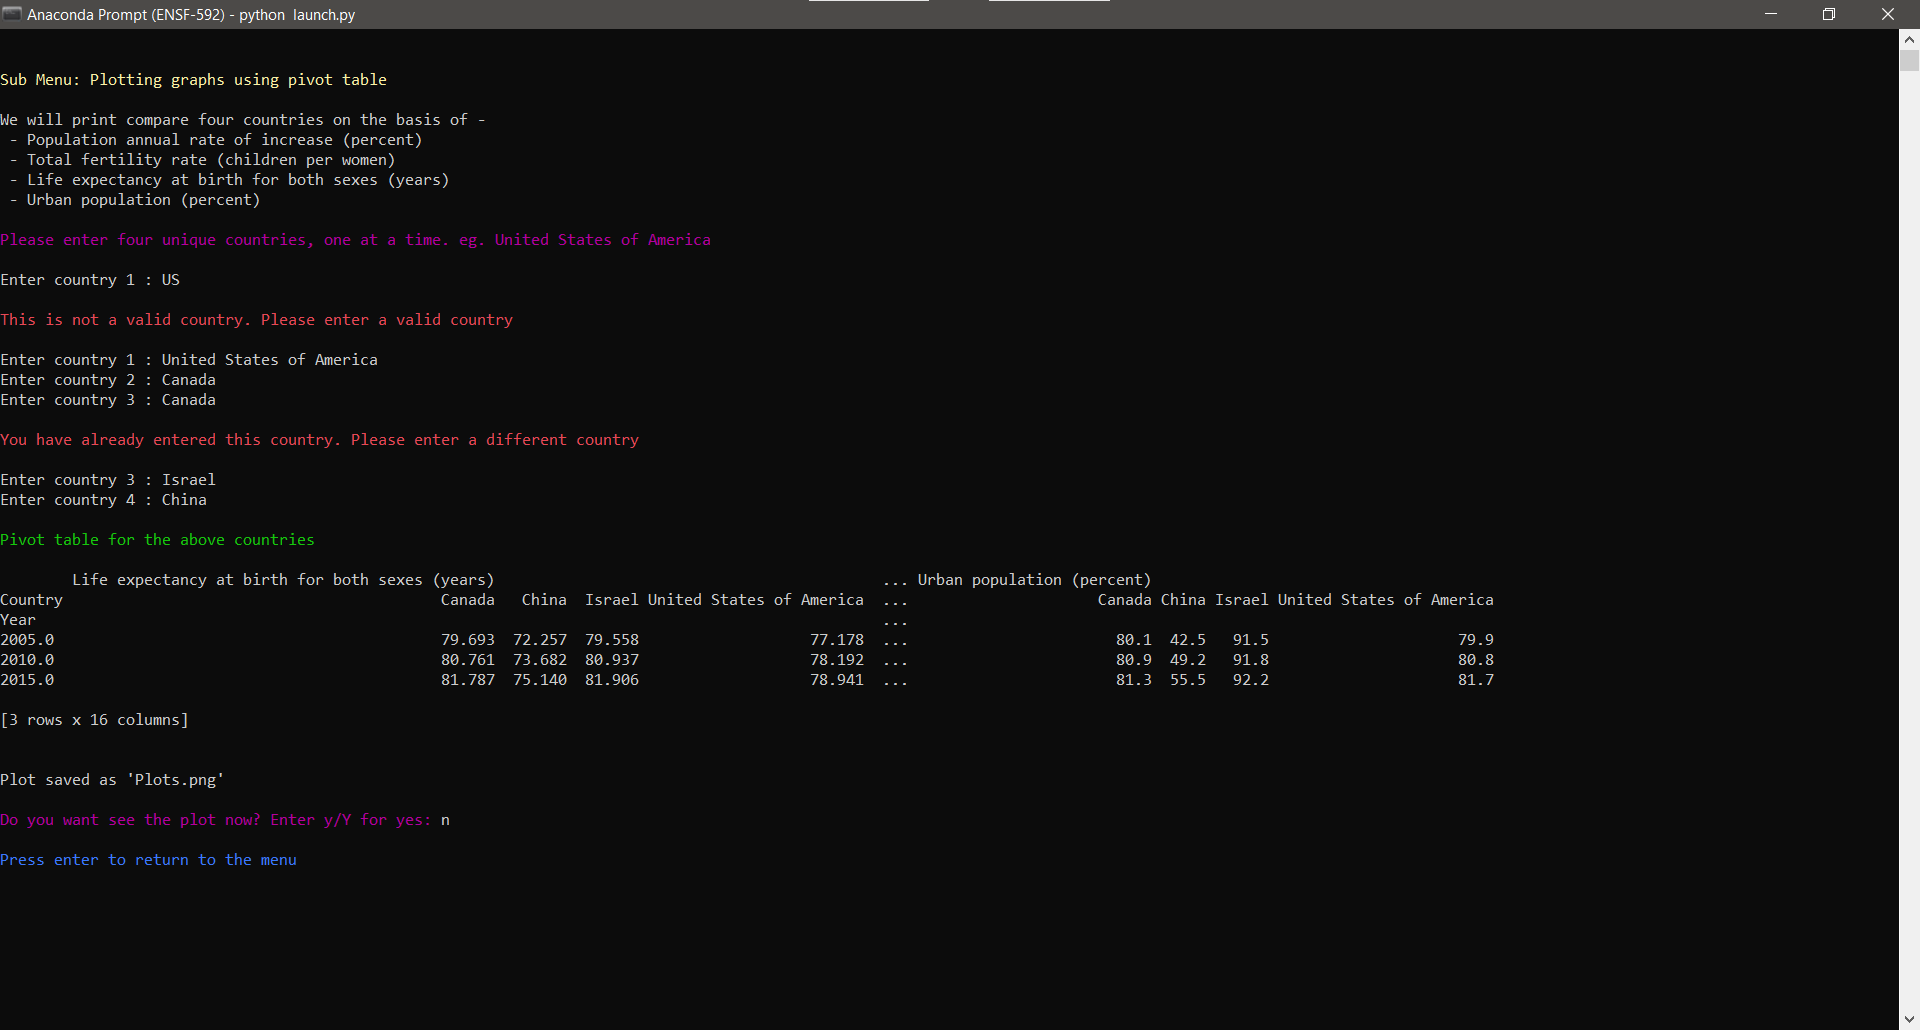 Anaconda Prompt (ENSF-592) - python  launch.py
Sub Menu: Plotting graphs using pivot table
We will print compare four countries on the basis of -
 - Population annual rate of increase (percent)
 - Total fertility rate (children per women)
 - Life expectancy at birth for both sexes (years)
 - Urban population (percent)
Please enter four unique countries, one at a time. eg. United States of America
Enter country 1 : US
This is not a valid country. Please enter a valid country
Enter country 1 : United States of America
Enter country 2 : Canada
Enter country 3 : Canada
You have already entered this country. Please enter a different country
Enter country 3 : Israel
Enter country 4 : China
Pivot table for the above countries
        Life expectancy at birth for both sexes (years)                                           ... Urban population (percent)
Country                                          Canada   China  Israel United States of America  ...                     Canada China Israel United States of America
Year                                                                                              ...
2005.0                                           79.693  72.257  79.558                   77.178  ...                       80.1  42.5   91.5                     79.9
2010.0                                           80.761  73.682  80.937                   78.192  ...                       80.9  49.2   91.8                     80.8
2015.0                                           81.787  75.140  81.906                   78.941  ...                       81.3  55.5   92.2                     81.7
[3 rows x 16 columns]
Plot saved as 'Plots.png'
Do you want see the plot now? Enter y/Y for yes: n
Press enter to return to the menu